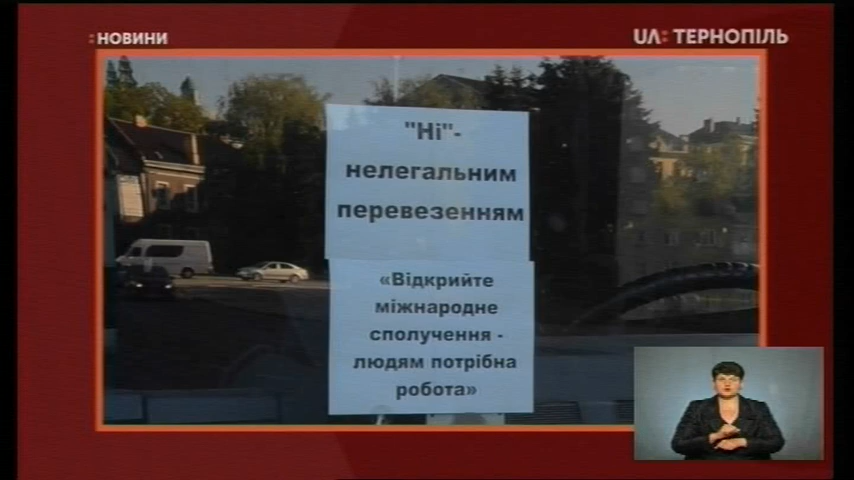 :НОВИНИ
UA: ТЕРНОПІЛЬ
"Ні"-
нелегальним
перевезенням
«Відкрийте
міжнародне
сполучення -
людям потрібна
робота»